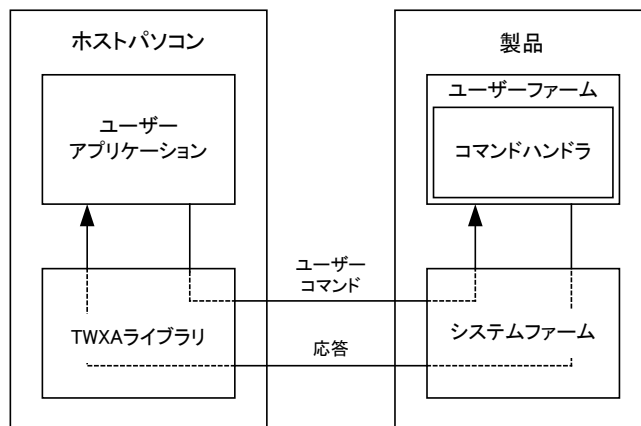 ホストパソコン
製品
ユーザー
アプリケーション
ユーザーファーム
コマンドハンドラ
ユーザー
コマンド
TWXAライブラリ
システムファーム
応答